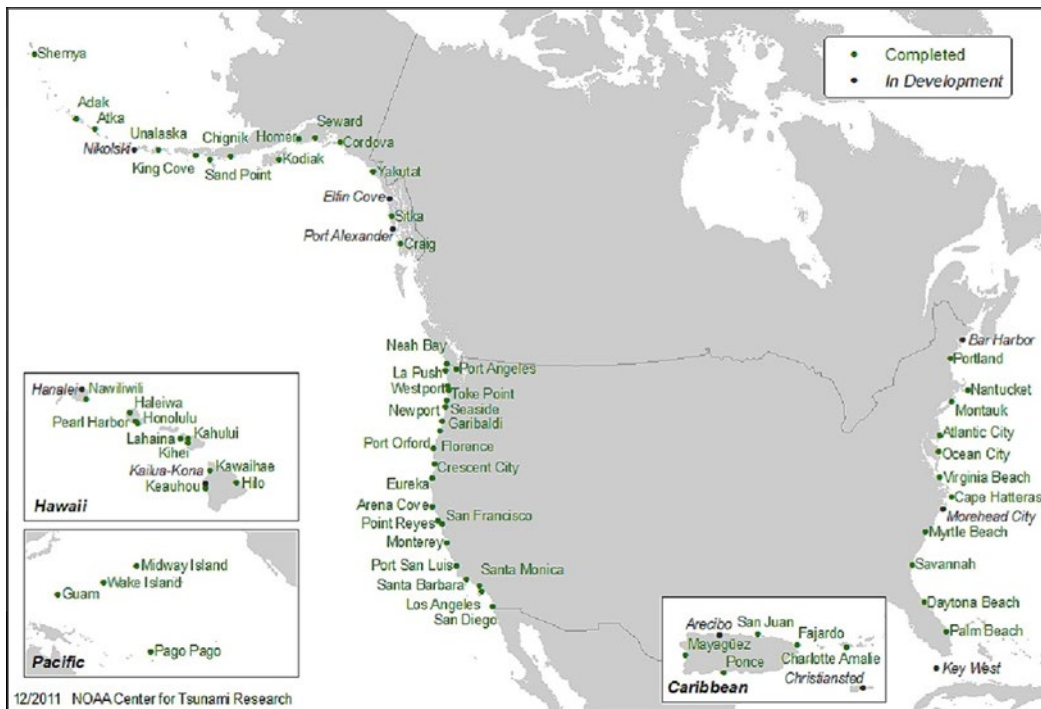 Completed
In Development
Shemya
Adak
Atka
Nikolski
Unalaska
King Cove
Chignik
Sand Point
Homer
Seward
Kodiak
Cordova
Yakutat
Elfin Cove
Sitka
Port Alexander
Craig
Neah Bay
La Push
Port Angeles
Westport
Toke Point
Newport
Seaside
Garibaldi
Port Orford
Florence
Crescent City
Eureka
Arena Cove
Point Reyes
San Francisco
Monterey
Port San Luis
Santa Monica
Santa Barbara
Los Angeles
San Diego
Bar Harbor
Portland
Nantucket
Montauk
Atlantic City
Ocean City
Virginia Beach
Cape Hatteras
Morehead City
Myrtle Beach
Savannah
Daytona Beach
Palm Beach
Key West
Hanalei
Nawiliwili
Haleiwa
Pearl Harbor
Honolulu
Lahaina
Kahului
Kihei
Kailua-Kona
Kawaihae
Keauhou
Hilo
Hawaii
Midway Island
Wake Island
Guam
Pago Pago
Pacific
Arecibo
San Juan
Fajardo
Mayagüez
Ponce
Charlotte Amalie
Christiansted
Caribbean
12/2011 NOAA Center for Tsunami Research